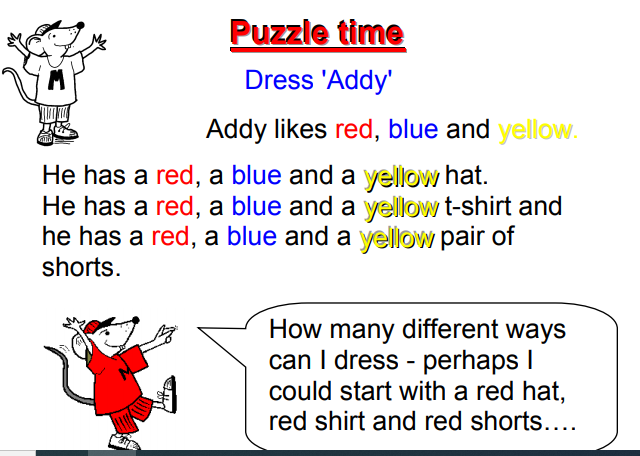 Puzzle time
Dress 'Addy'
Addy likes red, blue and yellow.
He has a red, a blue and a yellow hat.
He has a red, a blue and a yellow t-shirt and
he has a red, a blue and a yellow pair of
shorts.
How many different ways
can I dress - perhaps I
could start with a red hat,
red shirt and red shorts....
M
M